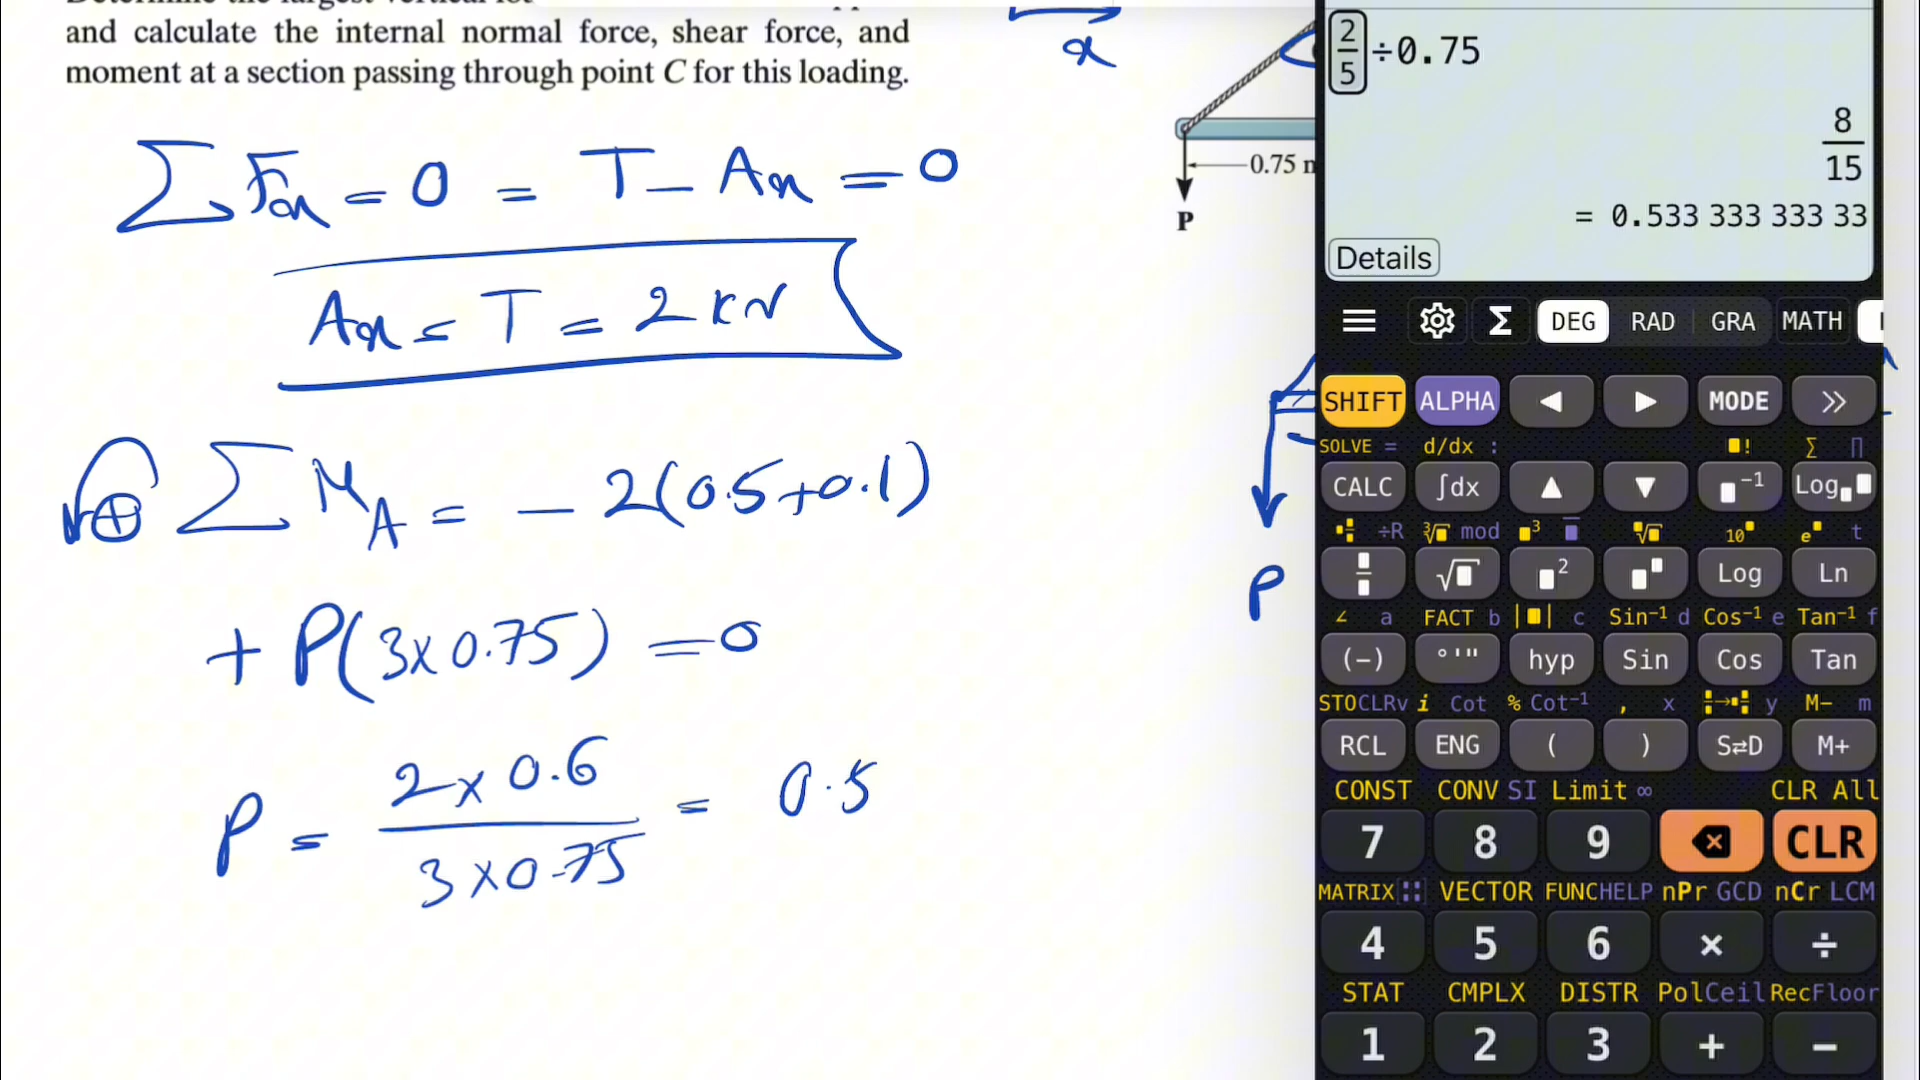 and calculate the internal normal force, shear force, and
moment at a section passing through point C for this loading.
x
ΣFx = 0 = T - Ax = 0
Ax = T = 2 kN
⊕ ΣM_A = - 2(0.5+0.1)
+ P(3x0.75) = 0
P = 2 x 0.6 / 3 x 0.75 = 0.5
0.75
P
P
2/5 ÷0.75
8/15
= 0.533 333 333 33
Details
DEG RAD GRA MATH
SHIFT ALPHA ◀ ▶ MODE >>
SOLVE = d/dx : ■! Σ ∏
CALC ∫dx ▲ ▼ ■⁻¹ Log■■
÷R ∛■ mod ■³ 10■ e■ t
√■ ■² ■■ Log Ln
∠ a FACT b |■| c Sin⁻¹ d Cos⁻¹ e Tan⁻¹ f
(−) °'" hyp Sin Cos Tan
STO CLRv i Cot % Cot⁻¹ , x y M− m
RCL ENG ( ) S⇄D M+
CONST CONV SI Limit ∞ CLR All
7 8 9 CLR
MATRIX VECTOR FUNC HELP nPr GCD nCr LCM
4 5 6 × ÷
STAT CMPLX DISTR Pol Ceil Rec Floor
1 2 3 + −